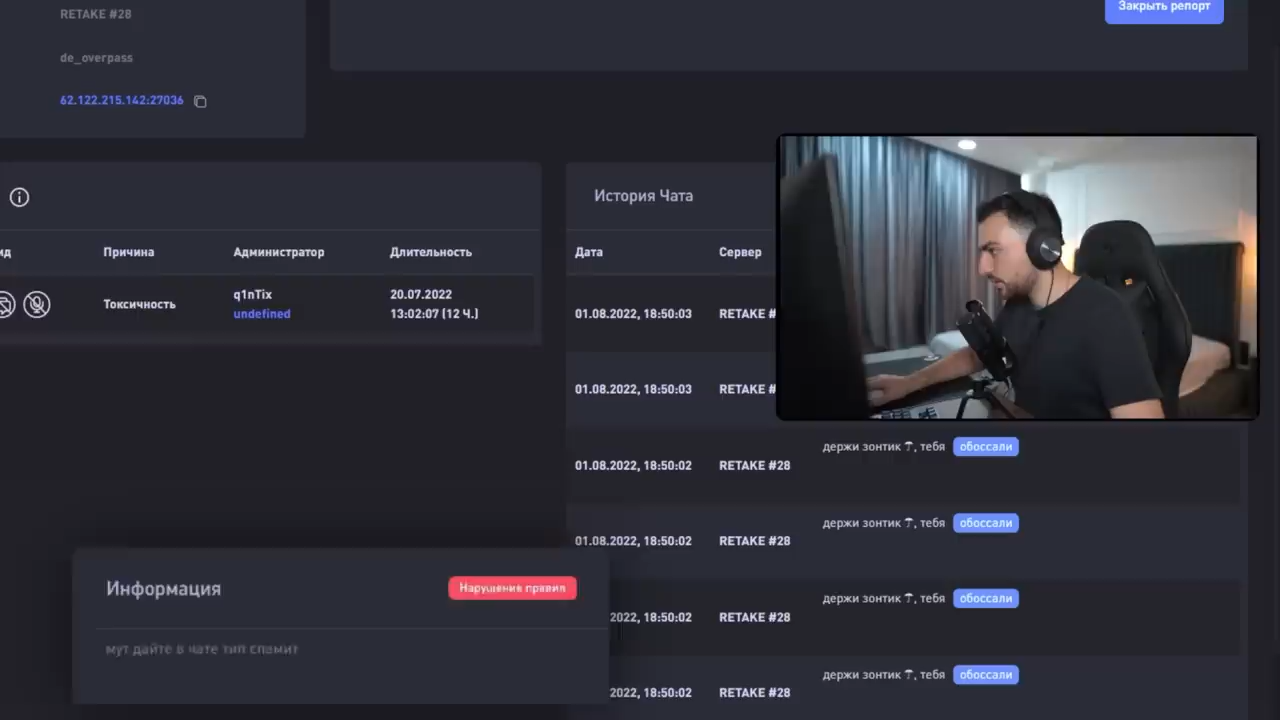 RETAKE #28
de_overpass
62.122.215.142:27036
Закрыть репорт
Причина
Администратор
Длительность
Токсичность
q1nTix
undefined
20.07.2022
13:02:07 (12 Ч.)
История Чата
Дата
Сервер
01.08.2022, 18:50:03
RETAKE #
01.08.2022, 18:50:03
RETAKE #
01.08.2022, 18:50:02
RETAKE #28
держи зонтик ☂, тебя обоссали
01.08.2022, 18:50:02
RETAKE #28
держи зонтик ☂, тебя обоссали
2022, 18:50:02
RETAKE #28
держи зонтик ☂, тебя обоссали
2022, 18:50:02
RETAKE #28
держи зонтик ☂, тебя обоссали
Информация
Нарушение правил
мут дайте в чате тип спамит